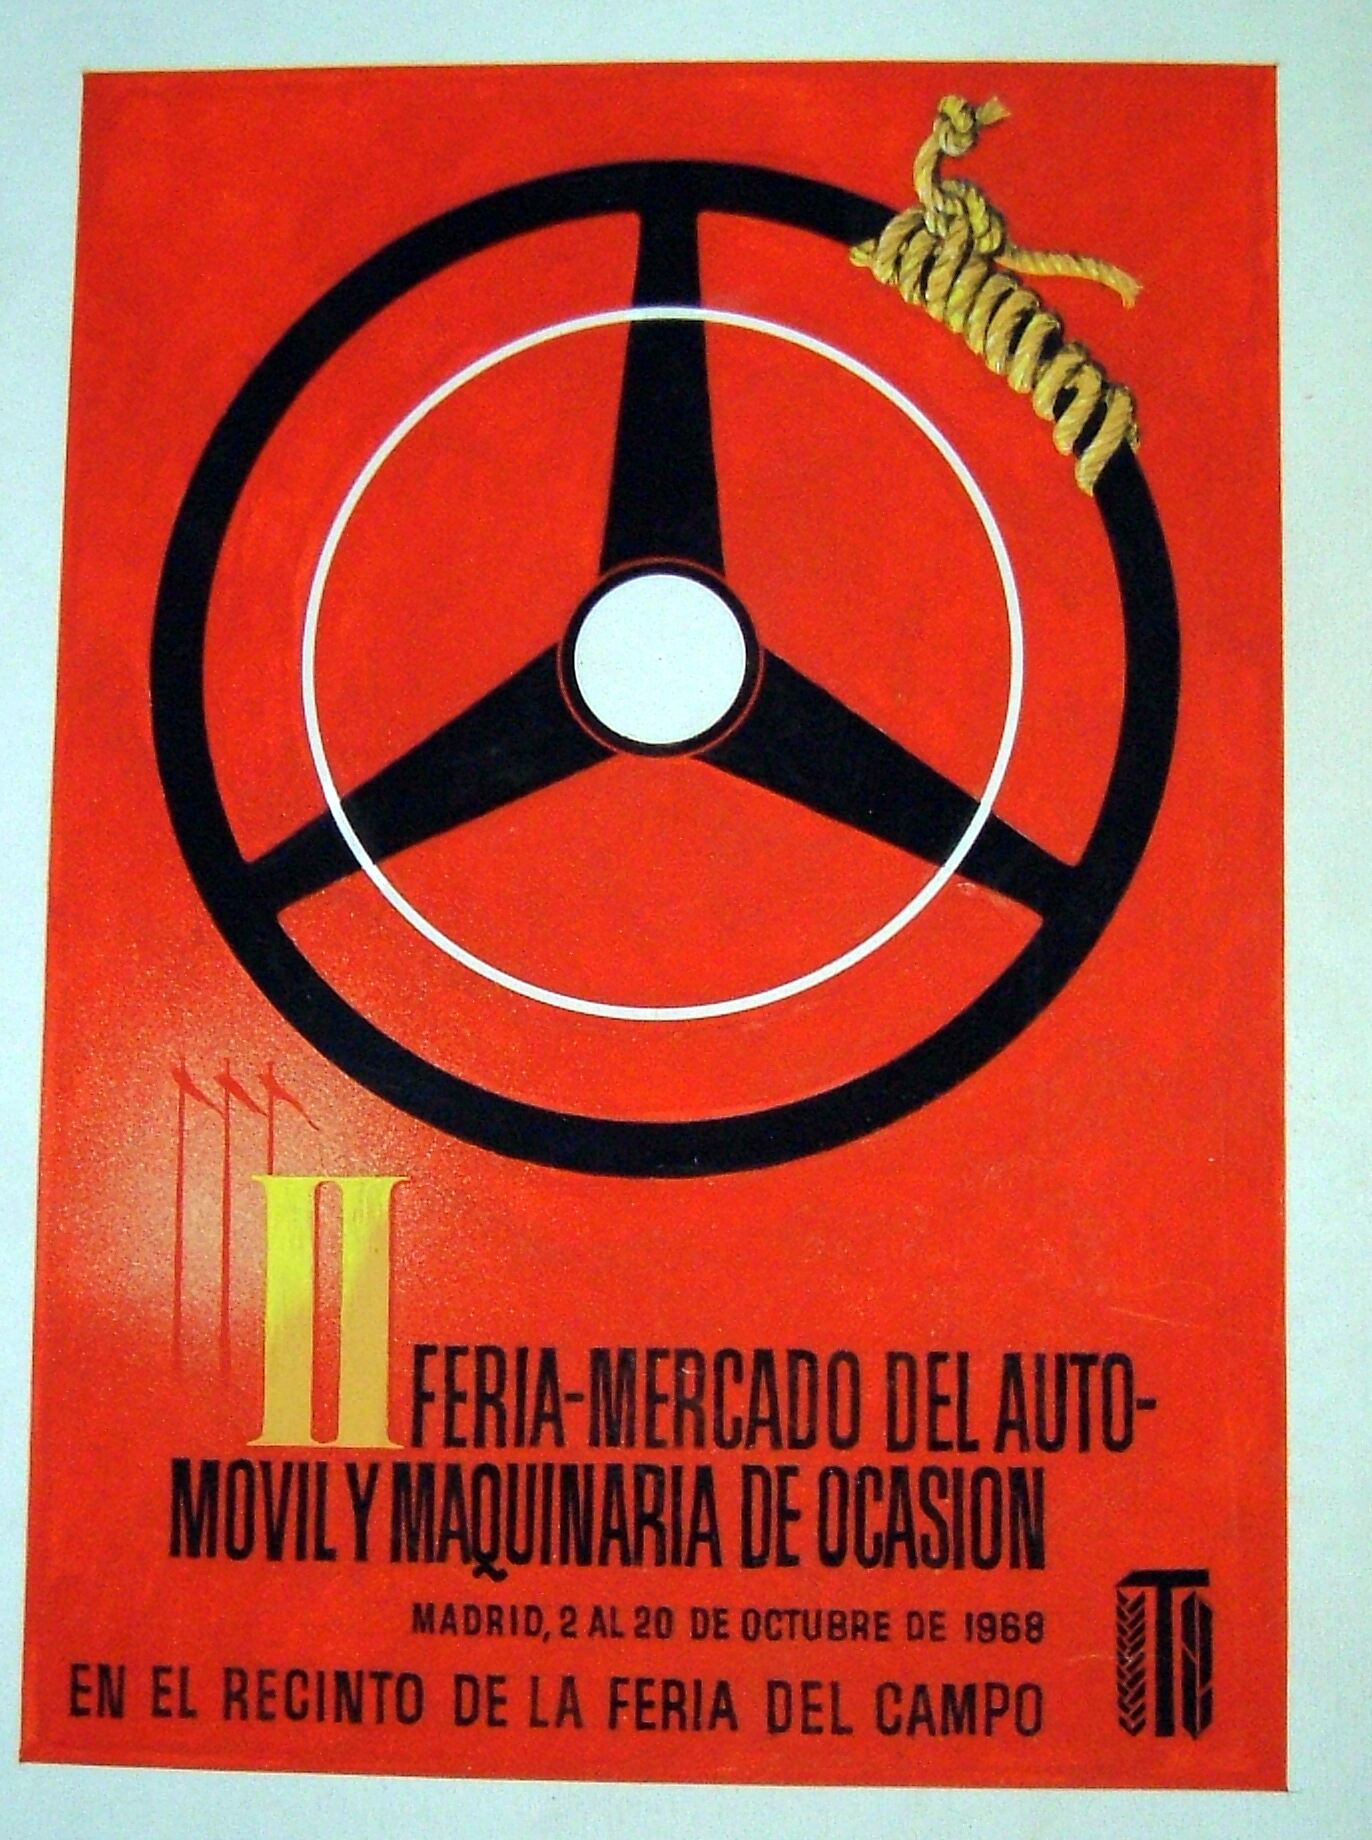 II FERIA-MERCADO DEL AUTO-
MOVIL Y MAQUINARIA DE OCASION
MADRID, 2 AL 20 DE OCTUBRE DE 1968
EN EL RECINTO DE LA FERIA DEL CAMPO